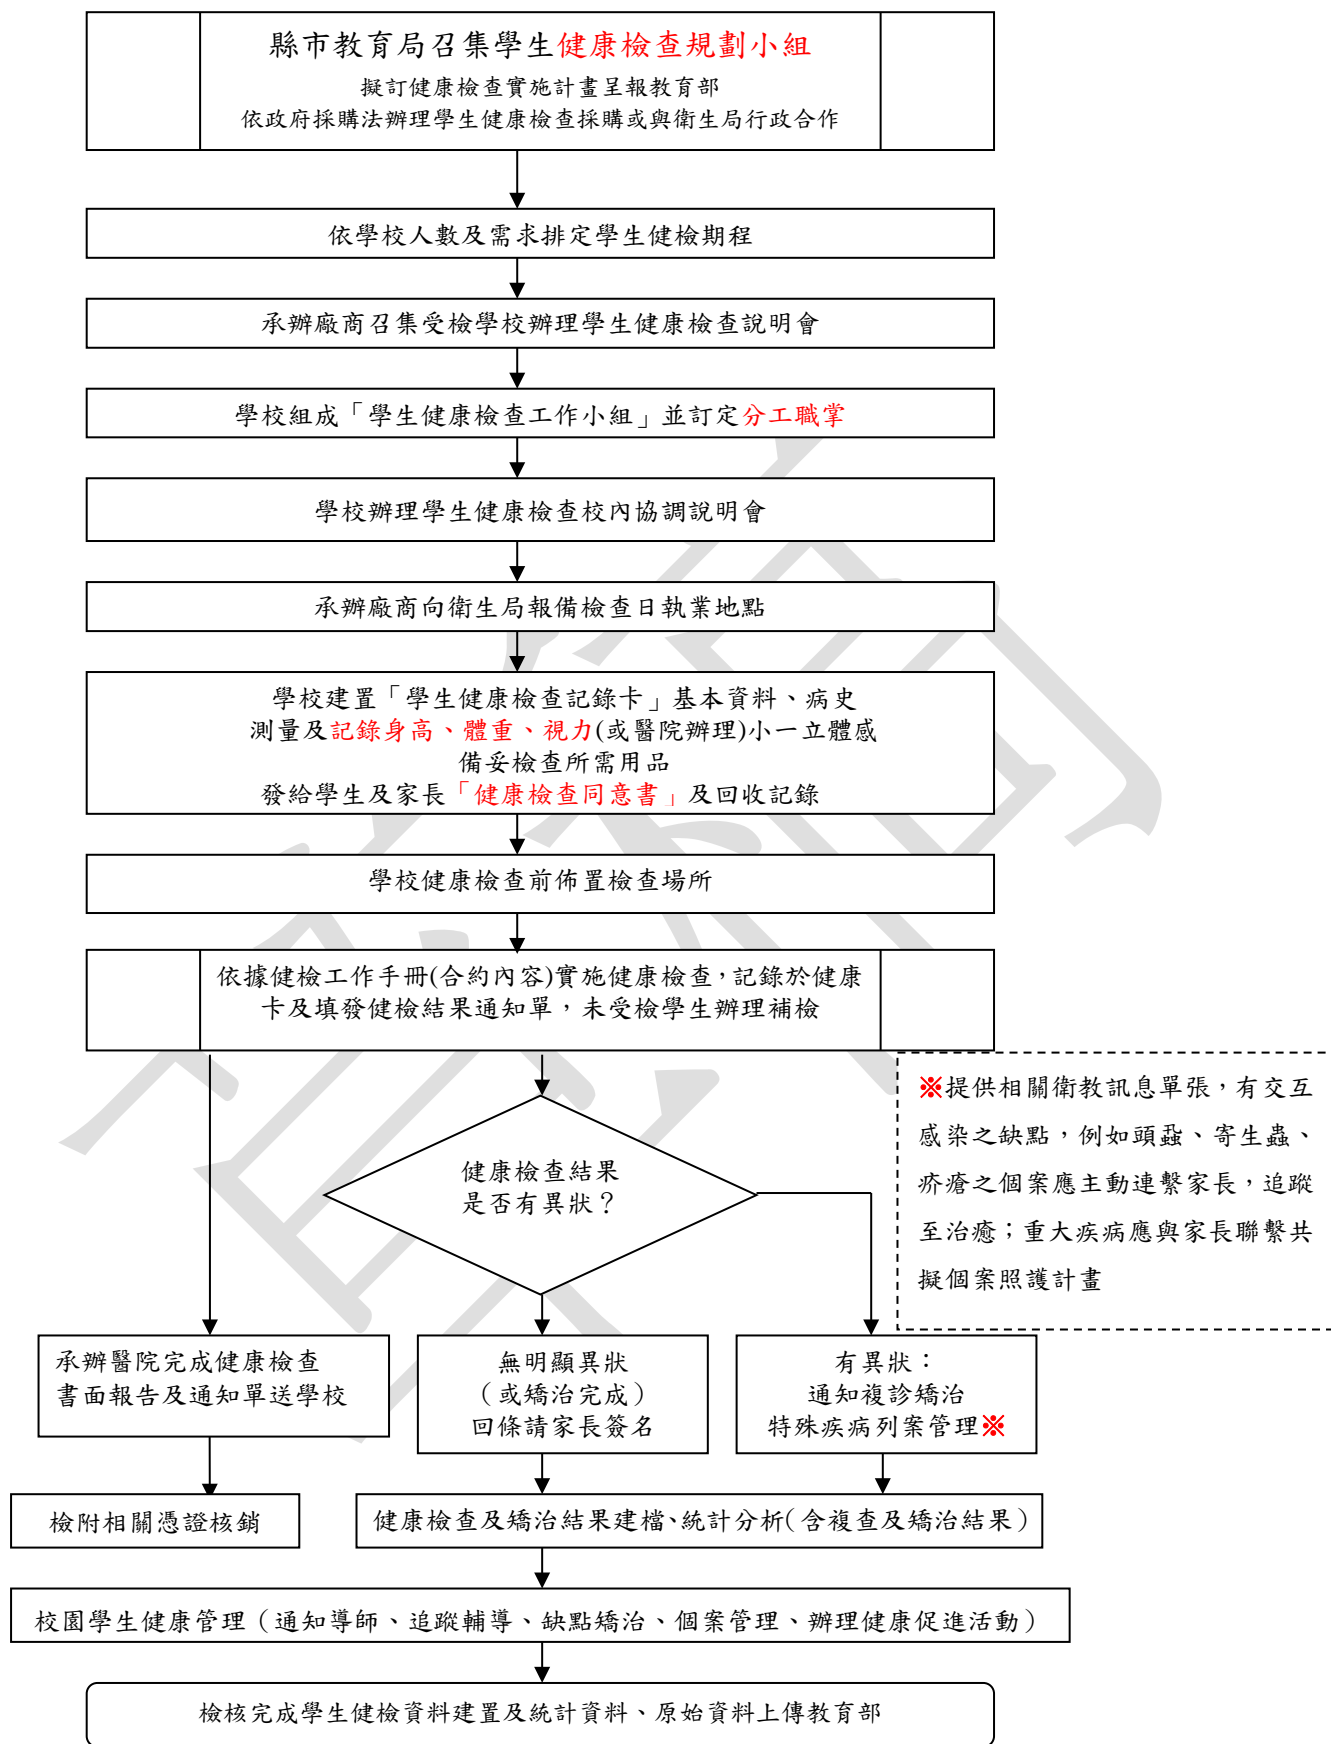 縣市教育局召集學生健康檢查規劃小組
擬訂健康檢查實施計畫呈報教育部
依政府採購法辦理學生健康檢查採購或與衛生局行政合作
依學校人數及需求排定學生健檢期程
承辦廠商召集受檢學校辦理學生健康檢查說明會
學校組成「學生健康檢查工作小組」並訂定分工職掌
學校辦理學生健康檢查校內協調說明會
承辦廠商向衛生局報備檢查日執業地點
學校建置「學生健康檢查記錄卡」基本資料、病史
測量及記錄身高、體重、視力(或醫院辦理)小一立體感
備妥檢查所需用品
發給學生及家長「健康檢查同意書」及回收記錄
學校健康檢查前佈置檢查場所
依據健檢工作手冊(合約內容)實施健康檢查，記錄於健康
卡及填發健檢結果通知單，未受檢學生辦理補檢
※提供相關衛教訊息單張，有交互
感染之缺點，例如頭蝨、寄生蟲、
疥瘡之個案應主動連繫家長，追蹤
至治癒；重大疾病應與家長聯繫共
擬個案照護計畫
健康檢查結果
是否有異狀？
承辦醫院完成健康檢查
書面報告及通知單送學校
無明顯異狀
（或矯治完成）
回條請家長簽名
有異狀：
通知複診矯治
特殊疾病列案管理※
檢附相關憑證核銷
健康檢查及矯治結果建檔、統計分析(含複查及矯治結果)
校園學生健康管理（通知導師、追蹤輔導、缺點矯治、個案管理、辦理健康促進活動）
檢核完成學生健檢資料建置及統計資料、原始資料上傳教育部